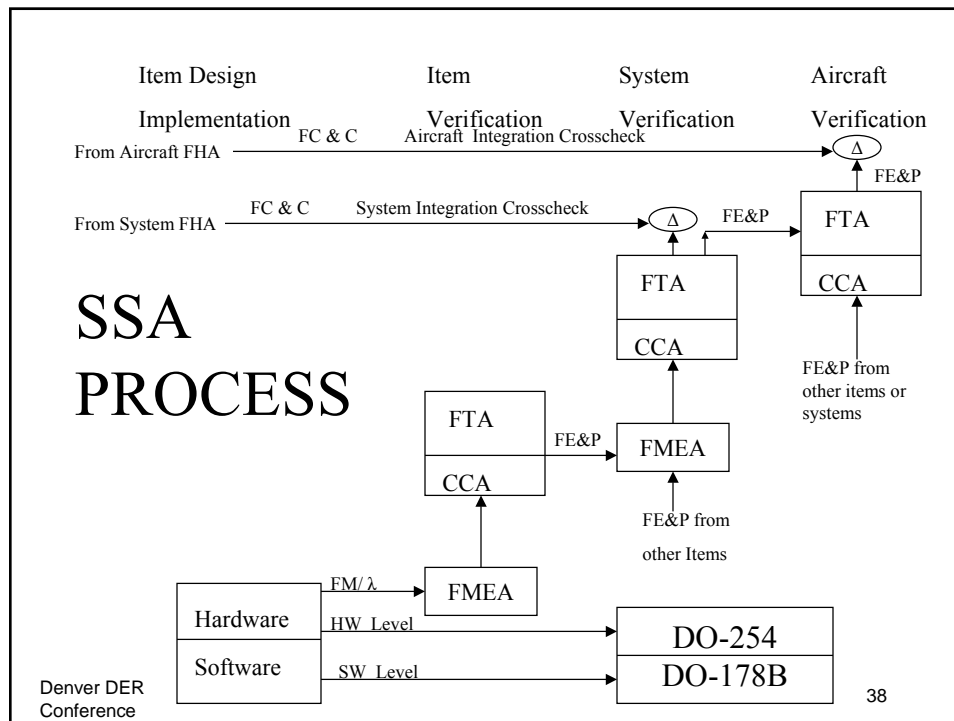 Item Design
Implementation
Item
Verification
System
Verification
Aircraft
Verification
From Aircraft FHA
FC & C
Aircraft Integration Crosscheck
Δ
FE&P
From System FHA
FC & C
System Integration Crosscheck
Δ
FE&P
FTA
CCA
SSA
PROCESS
FTA
CCA
FE&P from
other items or
systems
FTA
CCA
FE&P
FMEA
FE&P from
other Items
Hardware
Software
FM/ λ
FMEA
HW Level
SW Level
DO-254
DO-178B
Denver DER
Conference
38